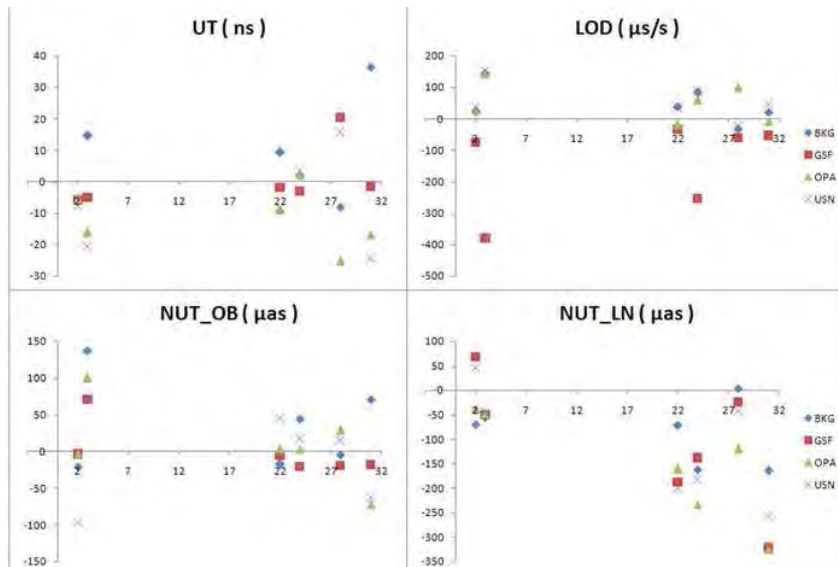 UT ( ns )
40
30
20
10
0
-10
-20
-30
2 7 12 17 22 27 32
LOD ( µs/s )
200
100
0
-100
-200
-300
-400
-500
2 7 12 17 22 27 32
BKG
GSF
OPA
USN
NUT_OB ( µas )
150
100
50
0
-50
-100
-150
2 7 12 17 22 27 32
NUT_LN ( µas )
100
50
0
-50
-100
-150
-200
-250
-300
-350
2 7 12 17 22 27 32
BKG
GSF
OPA
USN